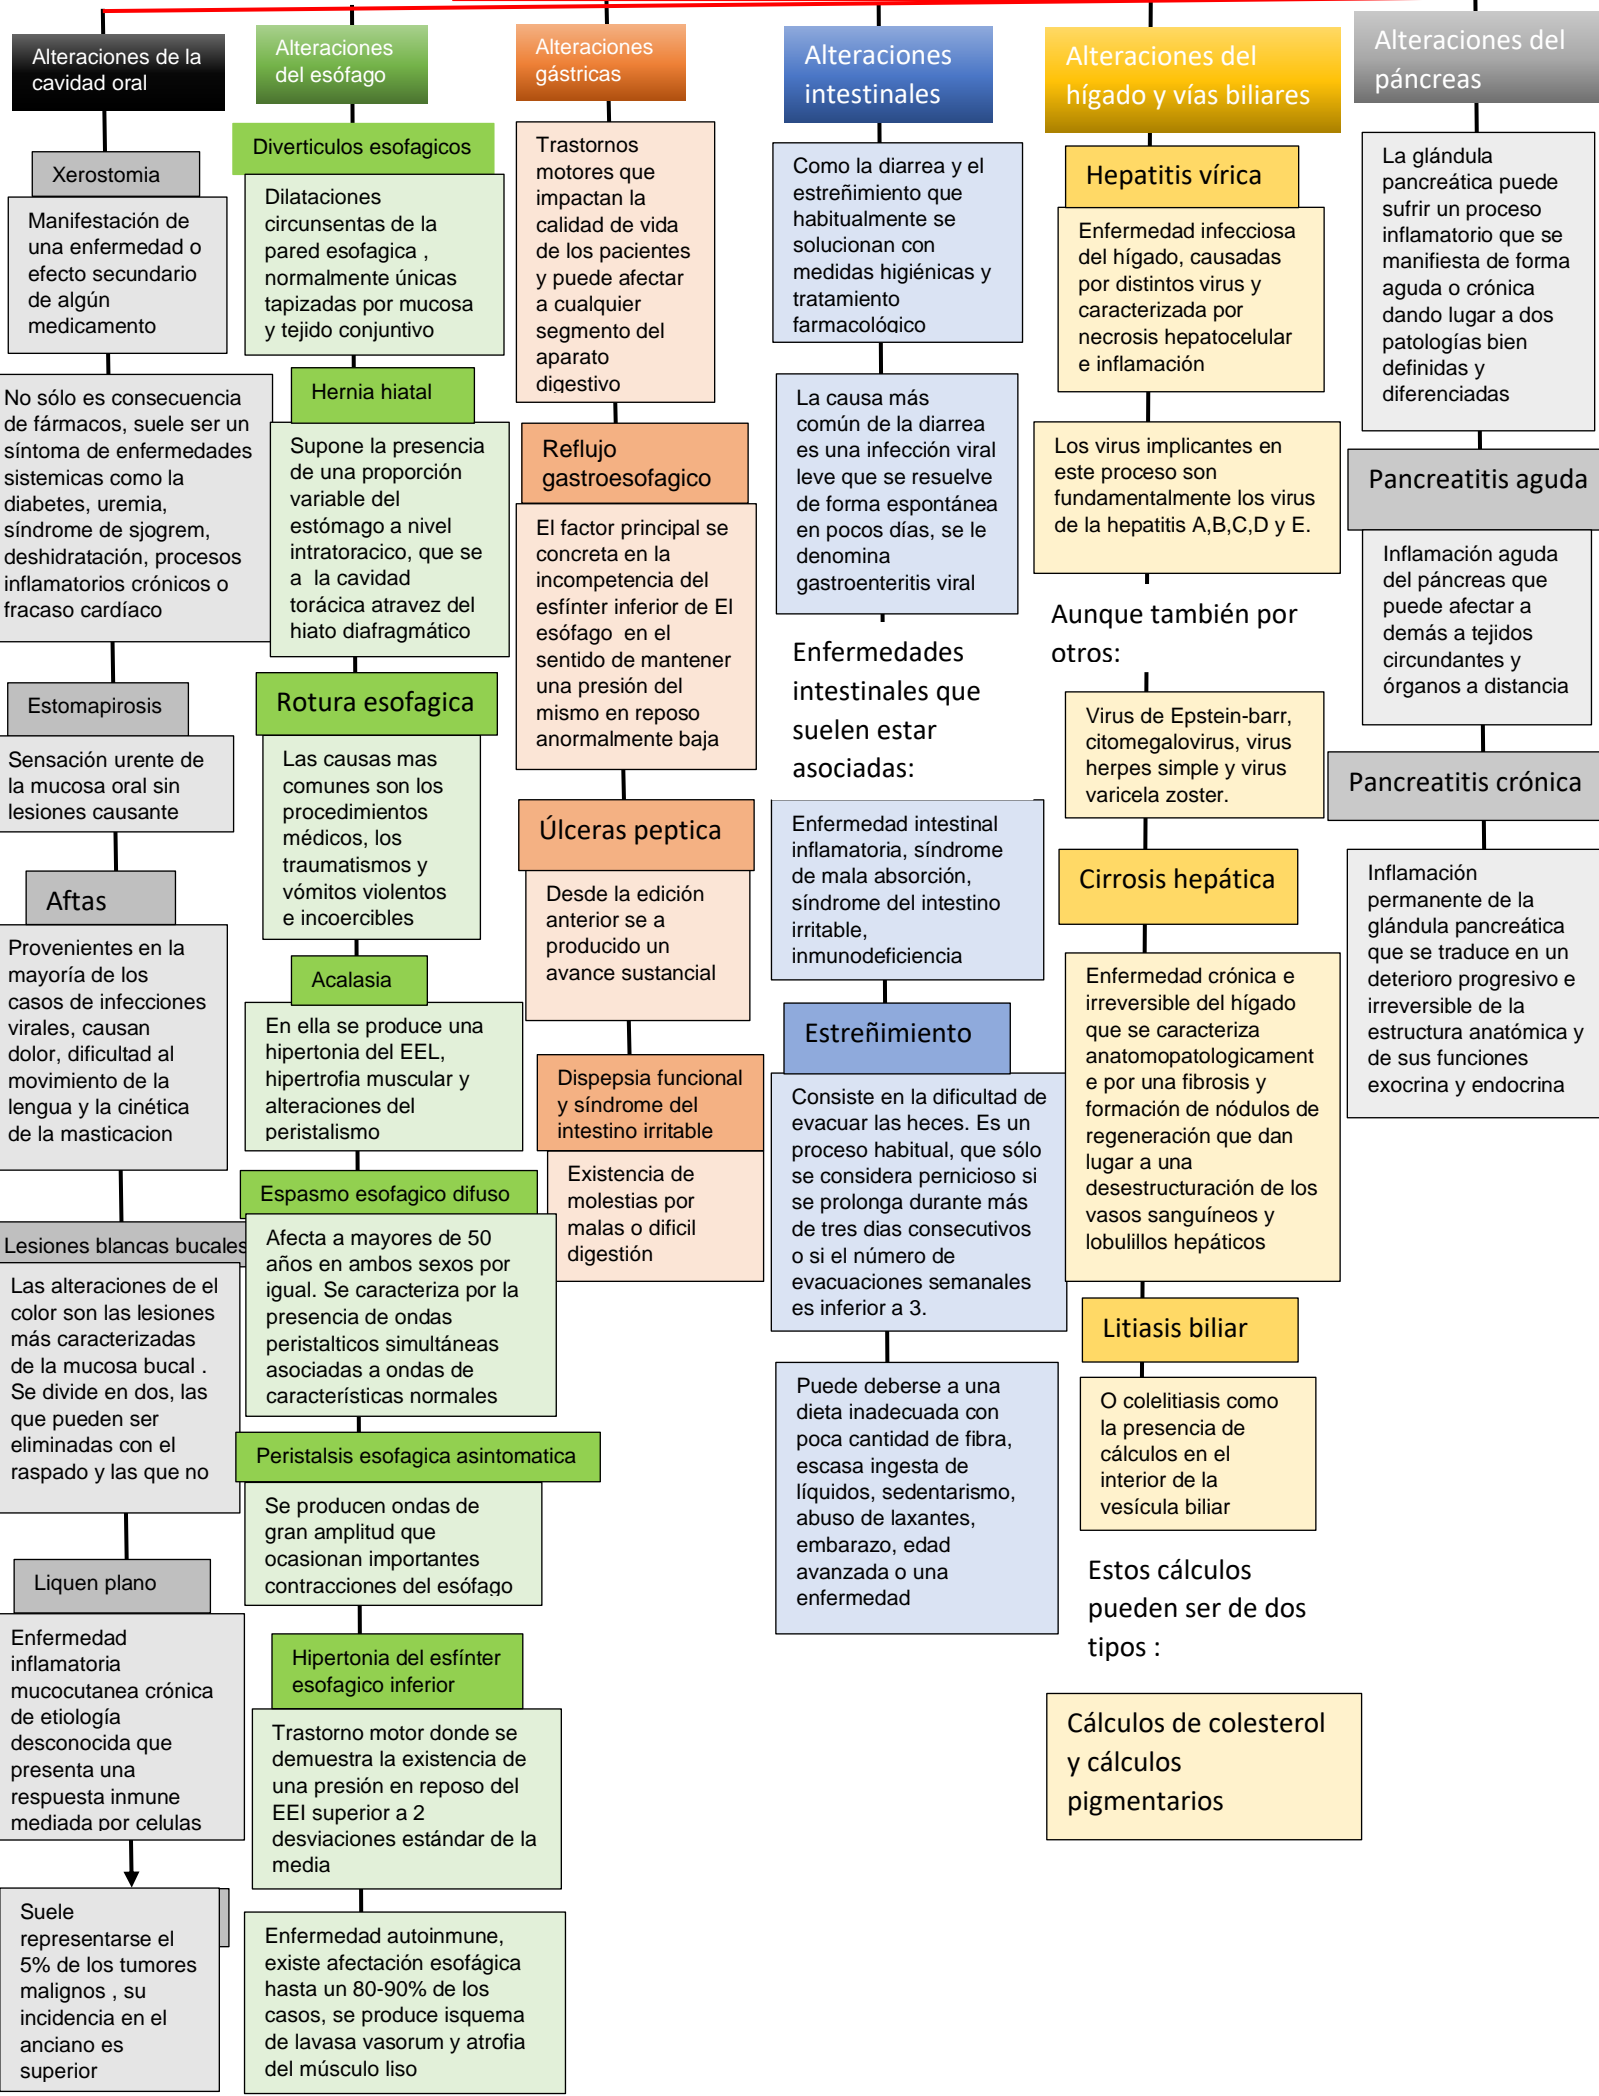 Alteraciones de la
cavidad oral
Xerostomia
Manifestación de
una enfermedad o
efecto secundario
de algún
medicamento
No sólo es consecuencia
de fármacos, suele ser un
síntoma de enfermedades
sistemicas como la
diabetes, uremia,
síndrome de sjogrem,
deshidratación, procesos
inflamatorios crónicos o
fracaso cardíaco
Estomapirosis
Sensación urente de
la mucosa oral sin
lesiones causante
Aftas
Provenientes en la
mayoría de los
casos de infecciones
virales, causan
dolor, dificultad al
movimiento de la
lengua y la cinética
de la masticacion
Lesiones blancas bucales
Las alteraciones de el
color son las lesiones
más caracterizadas
de la mucosa bucal .
Se divide en dos, las
que pueden ser
eliminadas con el
raspado y las que no
Liquen plano
Enfermedad
inflamatoria
mucocutanea crónica
de etiología
desconocida que
presenta una
respuesta inmune
mediada por celulas
Suele
representarse el
5% de los tumores
malignos , su
incidencia en el
anciano es
superior
Alteraciones
del esófago
Diverticulos esofagicos
Dilataciones
circunsentas de la
pared esofagica ,
normalmente únicas
tapizadas por mucosa
y tejido conjuntivo
Hernia hiatal
Supone la presencia
de una proporción
variable del
estómago a nivel
intratoracico, que se
a  la cavidad
torácica atravez del
hiato diafragmático
Rotura esofagica
Las causas mas
comunes son los
procedimientos
médicos, los
traumatismos y
vómitos violentos
e incoercibles
Acalasia
En ella se produce una
hipertonia del EEL,
hipertrofia muscular y
alteraciones del
peristalismo
Espasmo esofagico difuso
Afecta a mayores de 50
años en ambos sexos por
igual. Se caracteriza por la
presencia de ondas
peristalticos simultáneas
asociadas a ondas de
características normales
Peristalsis esofagica asintomatica
Se producen ondas de
gran amplitud que
ocasionan importantes
contracciones del esófago
Hipertonia del esfínter
esofagico inferior
Trastorno motor donde se
demuestra la existencia de
una presión en reposo del
EEI superior a 2
desviaciones estándar de la
media
Enfermedad autoinmune,
existe afectación esofágica
hasta un 80-90% de los
casos, se produce isquema
de lavasa vasorum y atrofia
del músculo liso
Alteraciones
gástricas
Trastornos
motores que
impactan la
calidad de vida
de los pacientes
y puede afectar
a cualquier
segmento del
aparato
digestivo
Reflujo
gastroesofagico
El factor principal se
concreta en la
incompetencia del
esfínter inferior de El
esófago  en el
sentido de mantener
una presión del
mismo en reposo
anormalmente baja
Úlceras peptica
Desde la edición
anterior se a
producido un
avance sustancial
Dispepsia funcional
y síndrome del
intestino irritable
Existencia de
molestias por
malas o dificil
digestión
Alteraciones
intestinales
Como la diarrea y el
estreñimiento que
habitualmente se
solucionan con
medidas higiénicas y
tratamiento
farmacológico
La causa más
común de la diarrea
es una infección viral
leve que se resuelve
de forma espontánea
en pocos días, se le
denomina
gastroenteritis viral
Enfermedades
intestinales que
suelen estar
asociadas:
Enfermedad intestinal
inflamatoria, síndrome
de mala absorción,
síndrome del intestino
irritable,
inmunodeficiencia
Estreñimiento
Consiste en la dificultad de
evacuar las heces. Es un
proceso habitual, que sólo
se considera pernicioso si
se prolonga durante más
de tres dias consecutivos
o si el número de
evacuaciones semanales
es inferior a 3.
Puede deberse a una
dieta inadecuada con
poca cantidad de fibra,
escasa ingesta de
líquidos, sedentarismo,
abuso de laxantes,
embarazo, edad
avanzada o una
enfermedad
Alteraciones del
hígado y vías biliares
Hepatitis vírica
Enfermedad infecciosa
del hígado, causadas
por distintos virus y
caracterizada por
necrosis hepatocelular
e inflamación
Los virus implicantes en
este proceso son
fundamentalmente los virus
de la hepatitis A,B,C,D y E.
Aunque también por
otros:
Virus de Epstein-barr,
citomegalovirus, virus
herpes simple y virus
varicela zoster.
Cirrosis hepática
Enfermedad crónica e
irreversible del hígado
que se caracteriza
anatomopatologicament
e por una fibrosis y
formación de nódulos de
regeneración que dan
lugar a una
desestructuración de los
vasos sanguíneos y
lobulillos hepáticos
Litiasis biliar
O colelitiasis como
la presencia de
cálculos en el
interior de la
vesícula biliar
Estos cálculos
pueden ser de dos
tipos :
Cálculos de colesterol
y cálculos
pigmentarios
Alteraciones del
páncreas
La glándula
pancreática puede
sufrir un proceso
inflamatorio que se
manifiesta de forma
aguda o crónica
dando lugar a dos
patologías bien
definidas y
diferenciadas
Pancreatitis aguda
Inflamación aguda
del páncreas que
puede afectar a
demás a tejidos
circundantes y
órganos a distancia
Pancreatitis crónica
Inflamación
permanente de la
glándula pancreática
que se traduce en un
deterioro progresivo e
irreversible de la
estructura anatómica y
de sus funciones
exocrina y endocrina